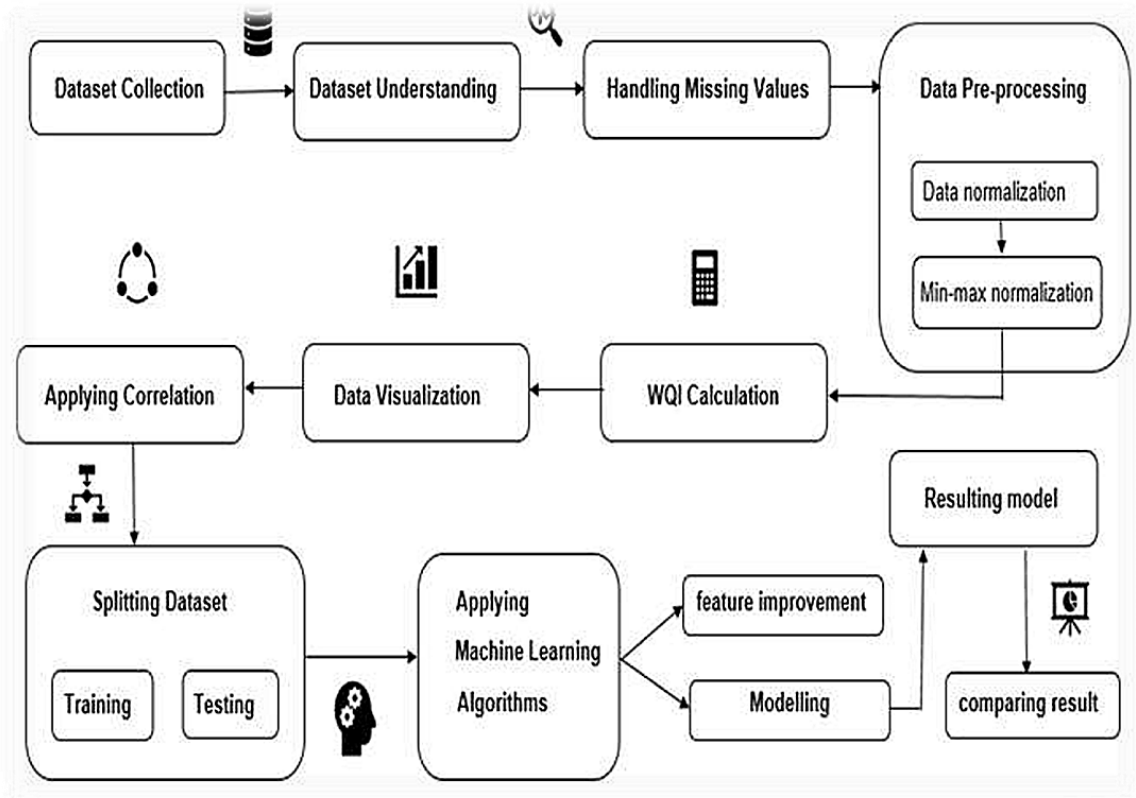 Dataset Collection
Dataset Understanding
Handling Missing Values
Data Pre-processing
Data normalization
Min-max normalization
WQI Calculation
Data Visualization
Applying Correlation
Splitting Dataset
Training
Testing
Applying
Machine Learning
Algorithms
feature improvement
Modelling
Resulting model
comparing result